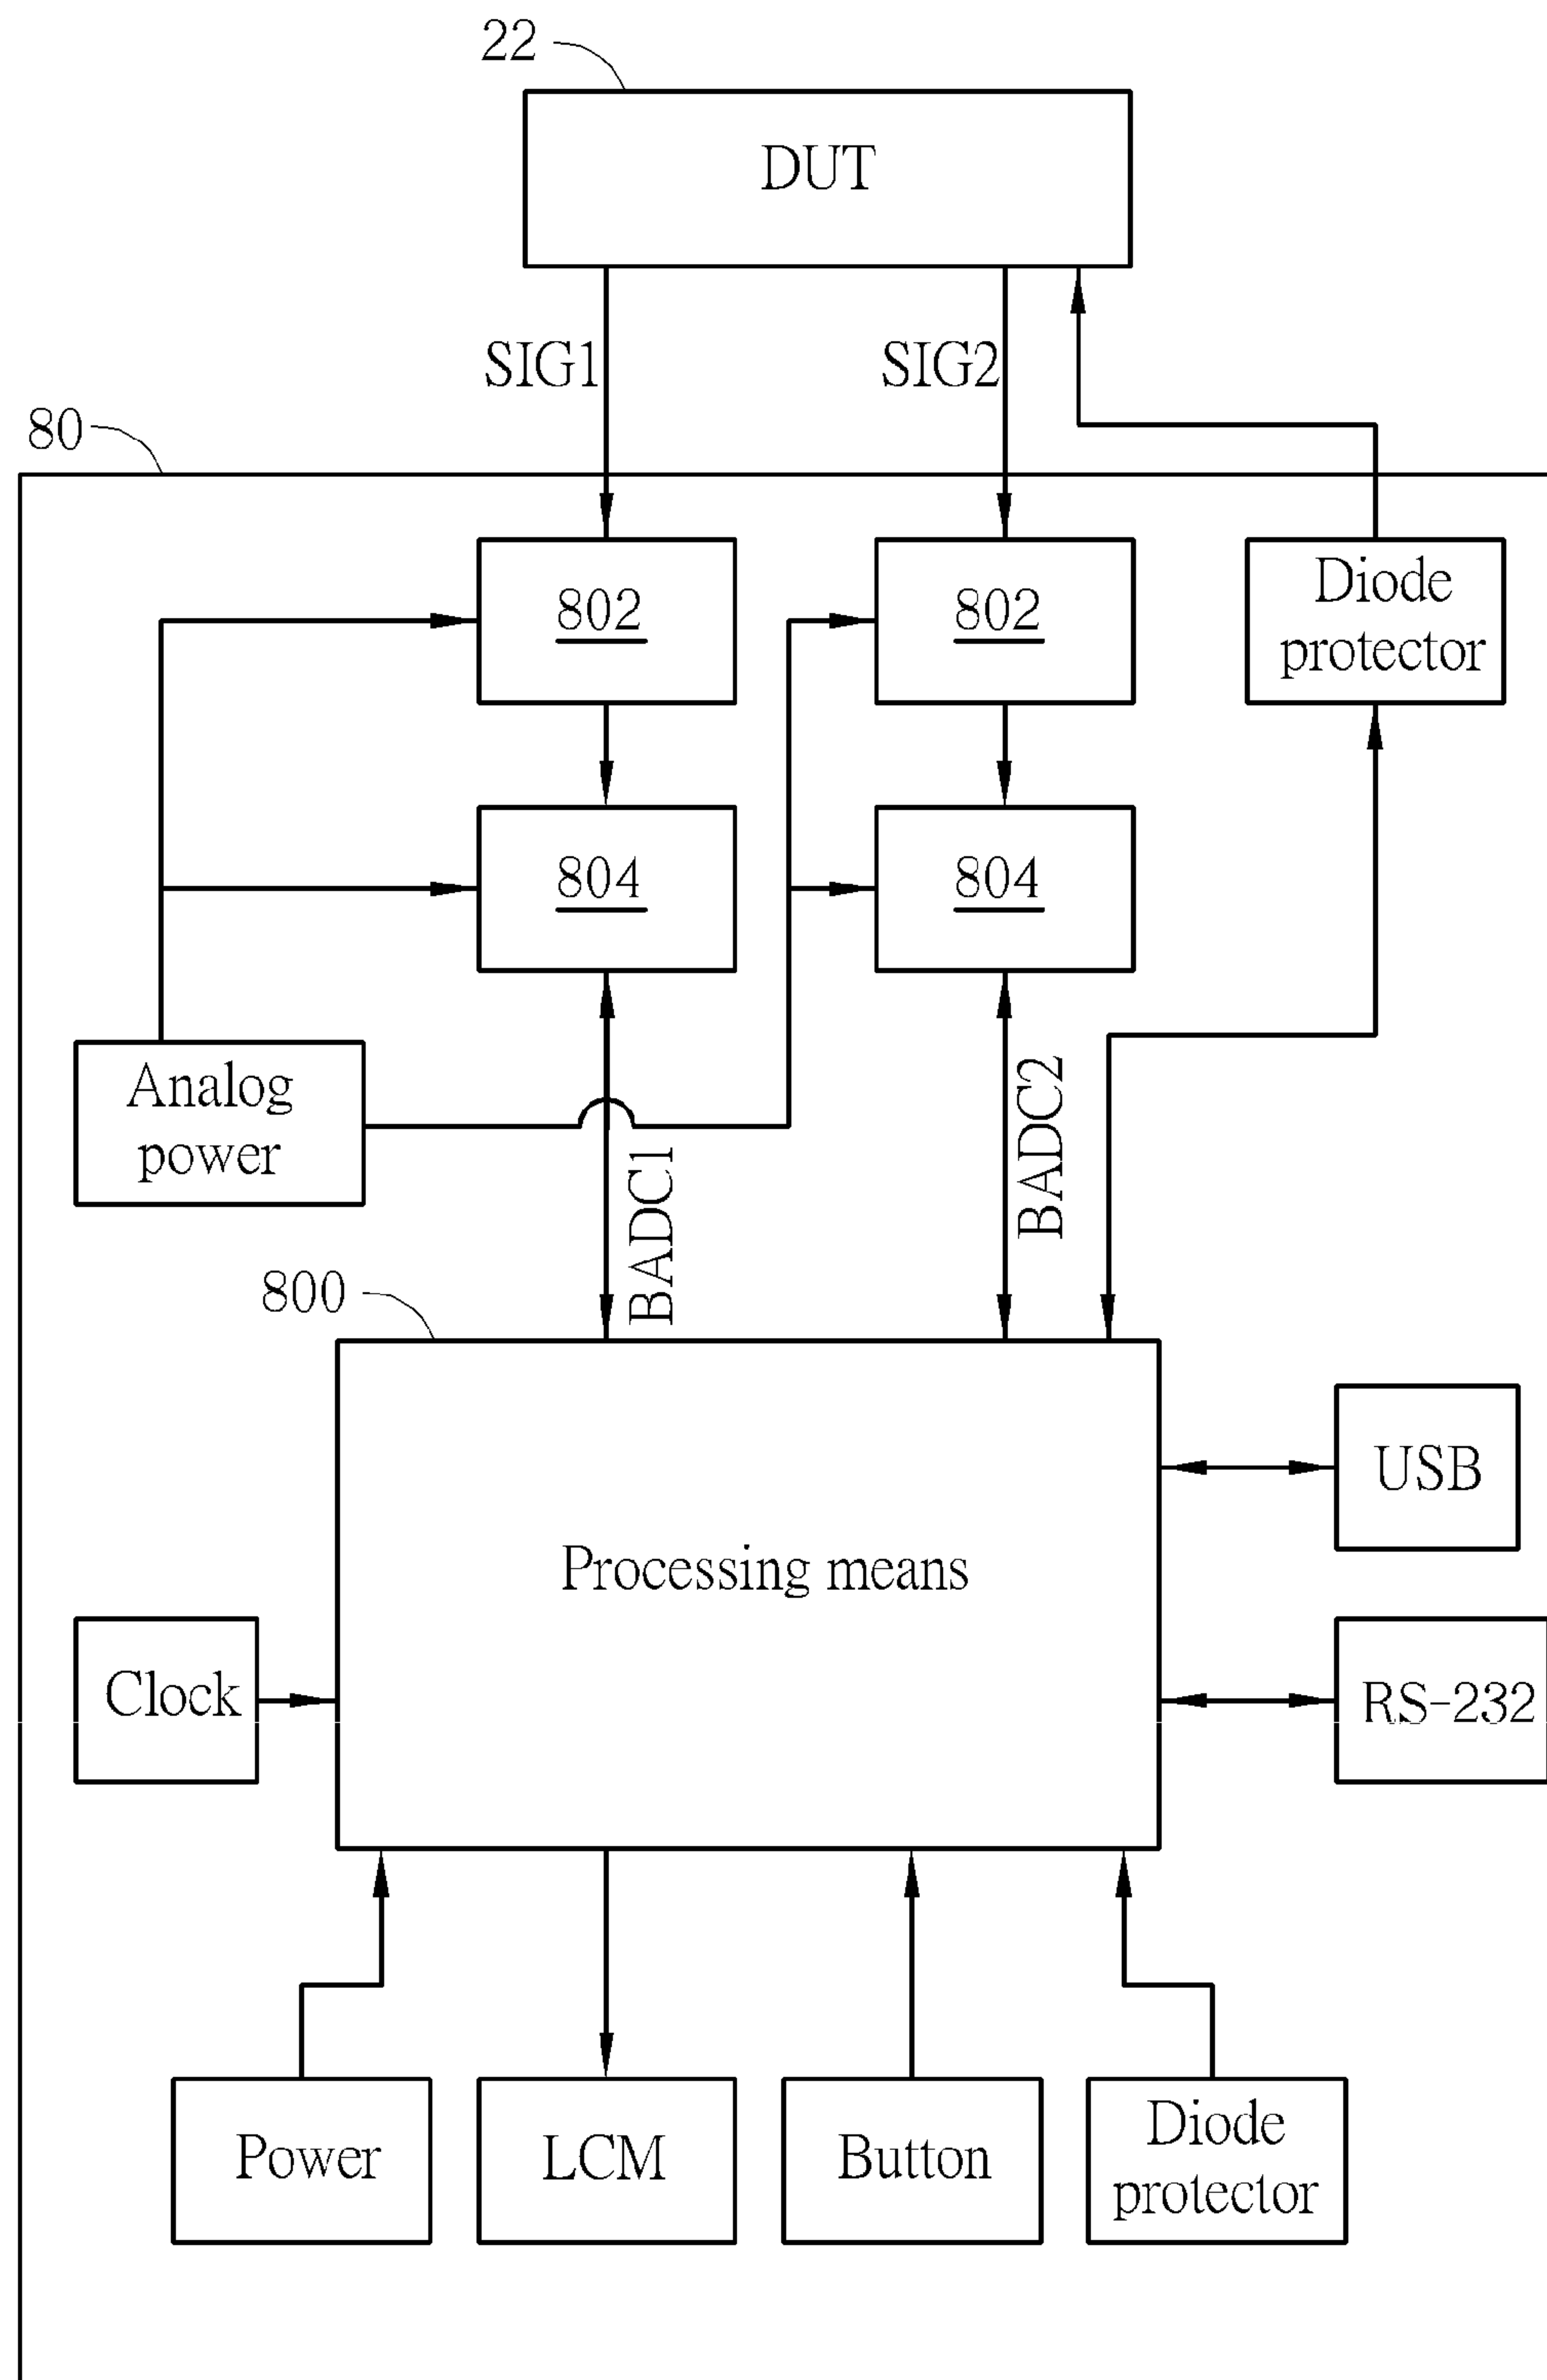 22
DUT
SIG1
SIG2
80
802
802
Diode
protector
804
804
Analog
power
BADC1
BADC2
800
Processing means
USB
Clock
RS-232
Power
LCM
Button
Diode
protector